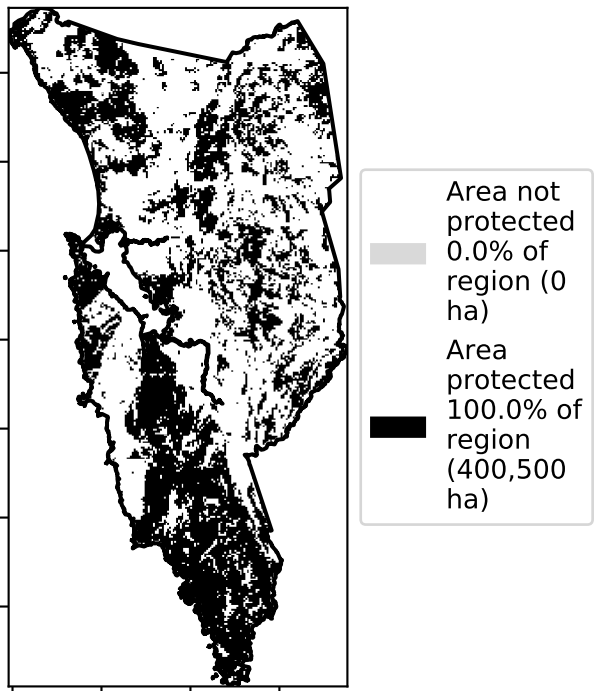 Area not
protected
0.0% of
region (0
ha)
Area
protected
100.0% of
region
(400,500
ha)